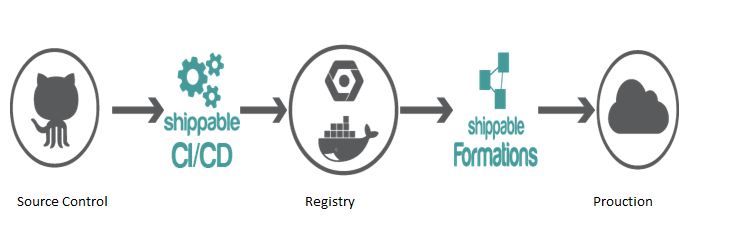 shippable
CI/CD
shippable
Formations
Source Control
Registry
Prouction